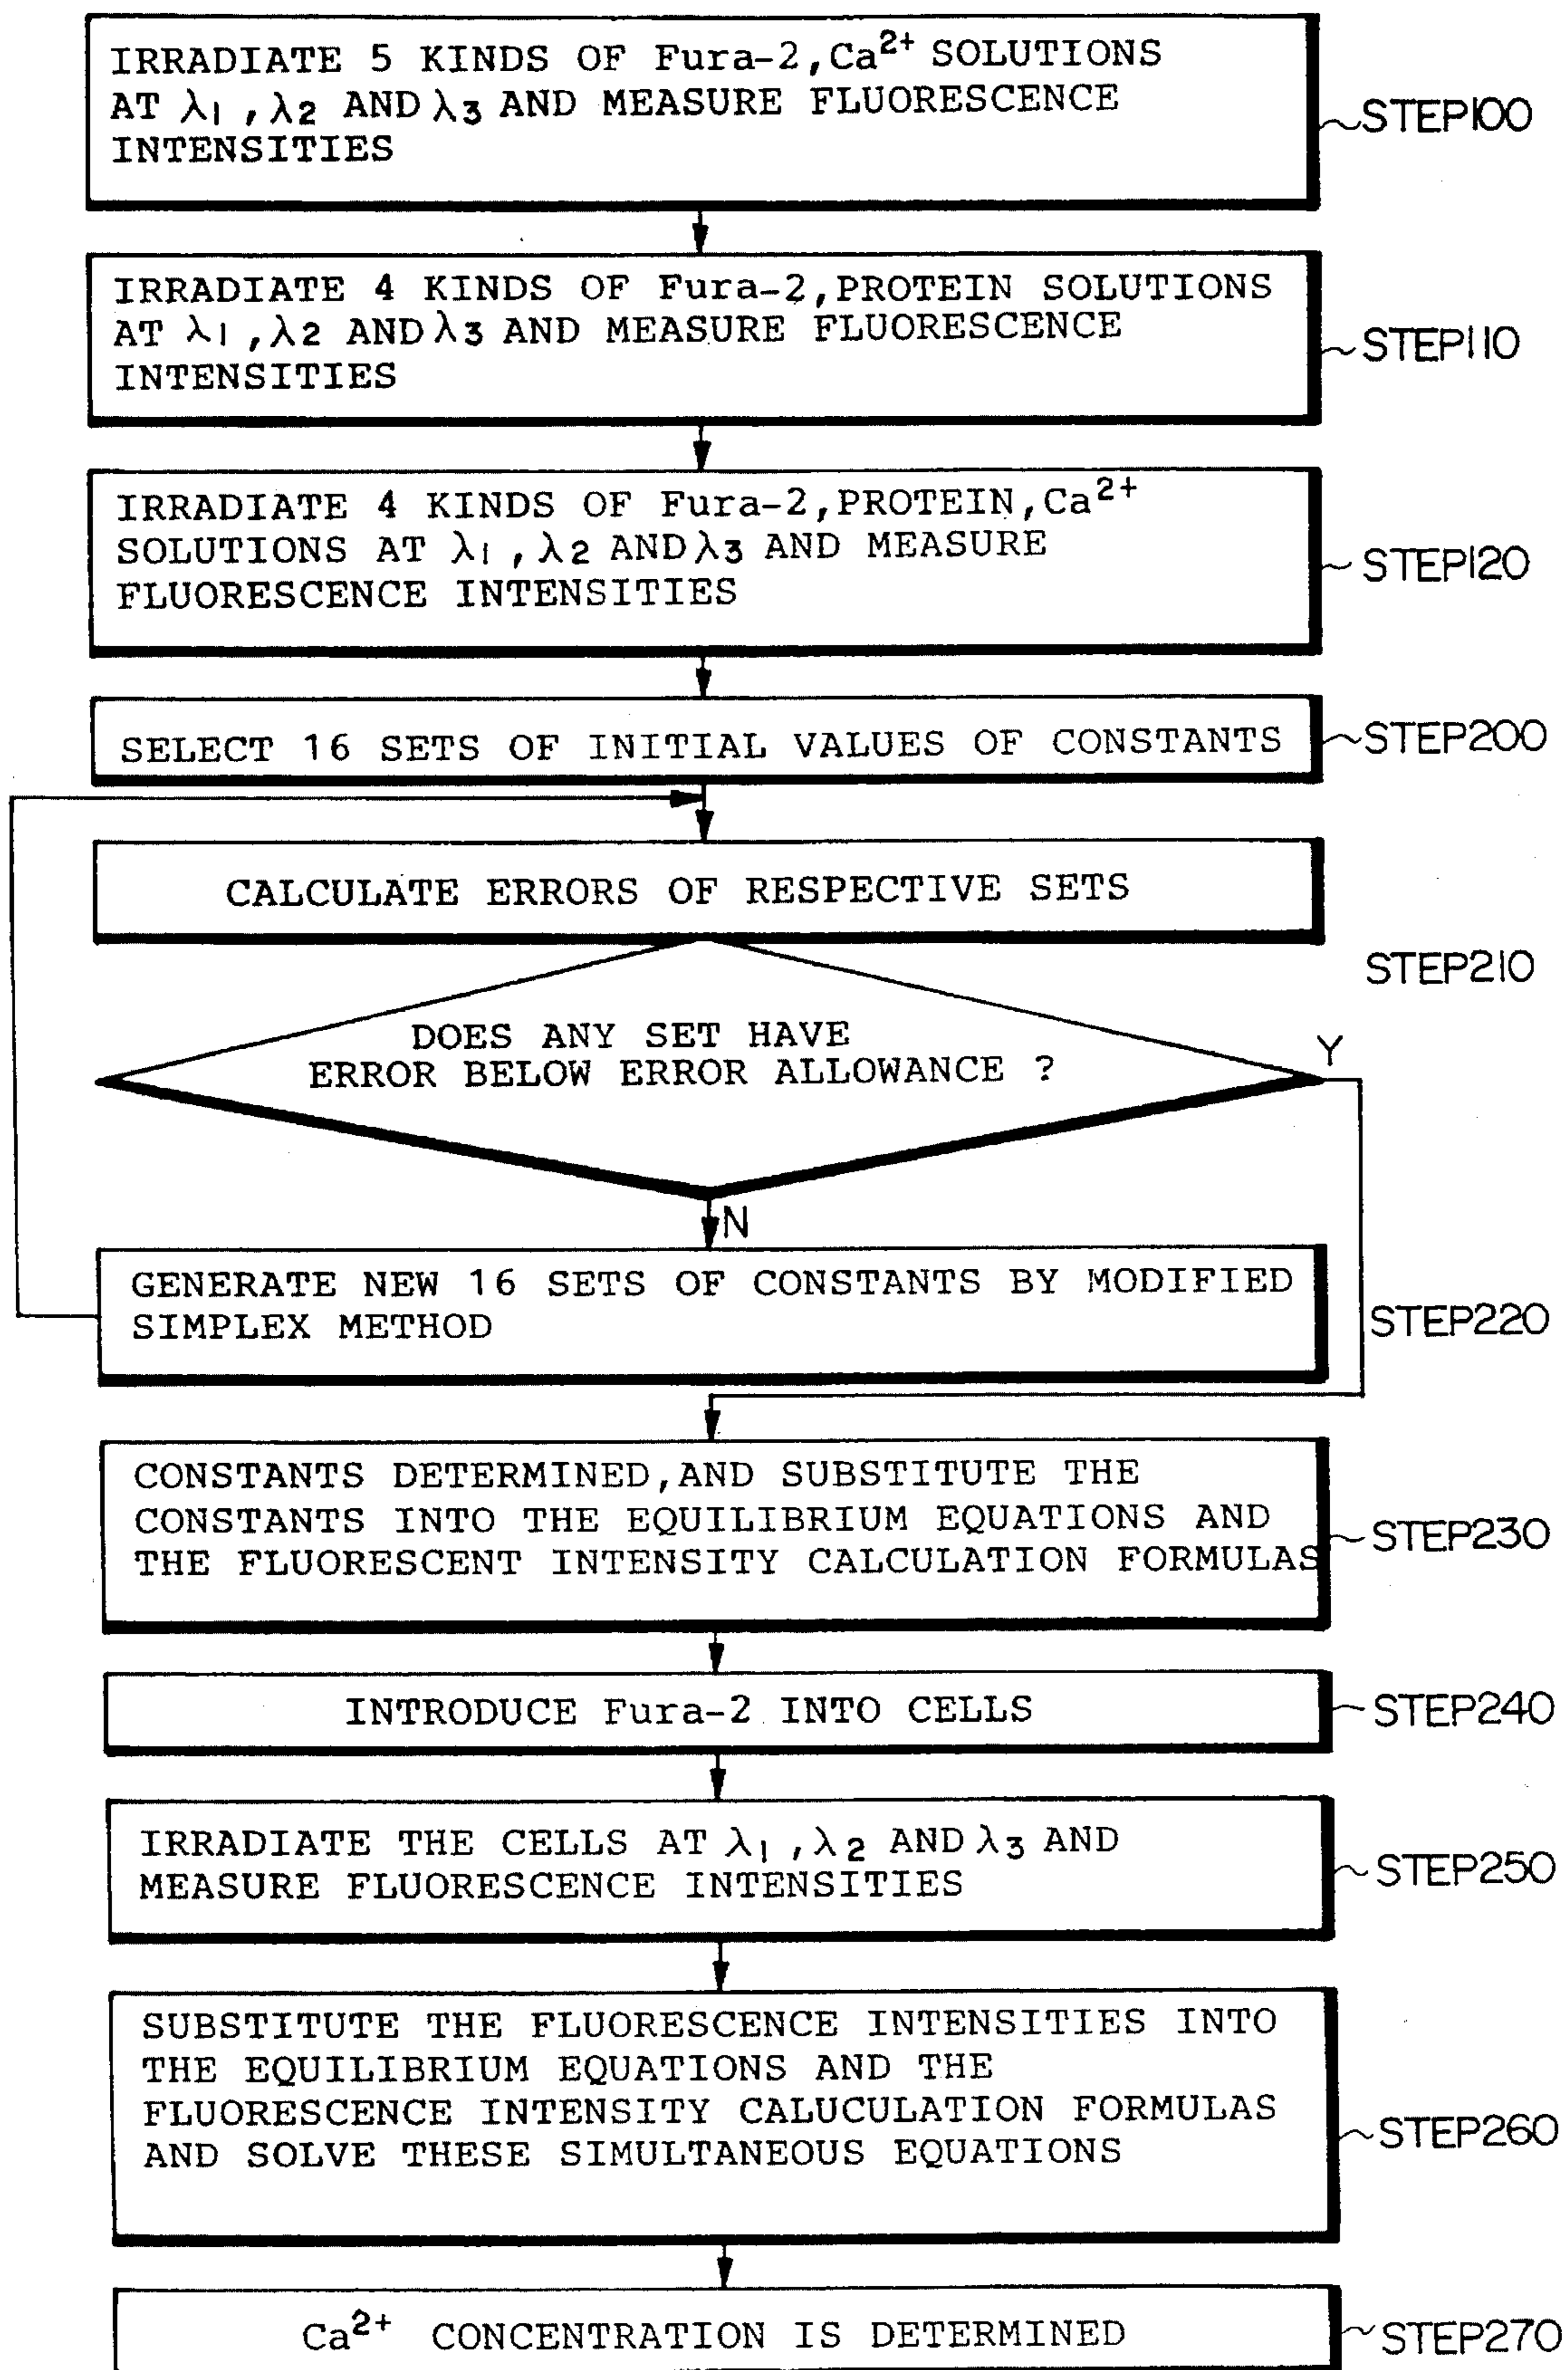 IRRADIATE 5 KINDS OF Fura-2,Ca²⁺ SOLUTIONS
AT λ1 ,λ2 AND λ3 AND MEASURE FLUORESCENCE
INTENSITIES
STEP100
IRRADIATE 4 KINDS OF Fura-2,PROTEIN SOLUTIONS
AT λ1 ,λ2 AND λ3 AND MEASURE FLUORESCENCE
INTENSITIES
STEP110
IRRADIATE 4 KINDS OF Fura-2,PROTEIN,Ca²⁺
SOLUTIONS AT λ1 ,λ2 AND λ3 AND MEASURE
FLUORESCENCE INTENSITIES
STEP120
SELECT 16 SETS OF INITIAL VALUES OF CONSTANTS
STEP200
CALCULATE ERRORS OF RESPECTIVE SETS
STEP210
DOES ANY SET HAVE
ERROR BELOW ERROR ALLOWANCE ?
Y
N
GENERATE NEW 16 SETS OF CONSTANTS BY MODIFIED
SIMPLEX METHOD
STEP220
CONSTANTS DETERMINED,AND SUBSTITUTE THE
CONSTANTS INTO THE EQUILIBRIUM EQUATIONS AND
THE FLUORESCENT INTENSITY CALCULATION FORMULAS
STEP230
INTRODUCE Fura-2 INTO CELLS
STEP240
IRRADIATE THE CELLS AT λ1 ,λ2 AND λ3 AND
MEASURE FLUORESCENCE INTENSITIES
STEP250
SUBSTITUTE THE FLUORESCENCE INTENSITIES INTO
THE EQUILIBRIUM EQUATIONS AND THE
FLUORESCENCE INTENSITY CALUCULATION FORMULAS
AND SOLVE THESE SIMULTANEOUS EQUATIONS
STEP260
Ca²⁺ CONCENTRATION IS DETERMINED
STEP270